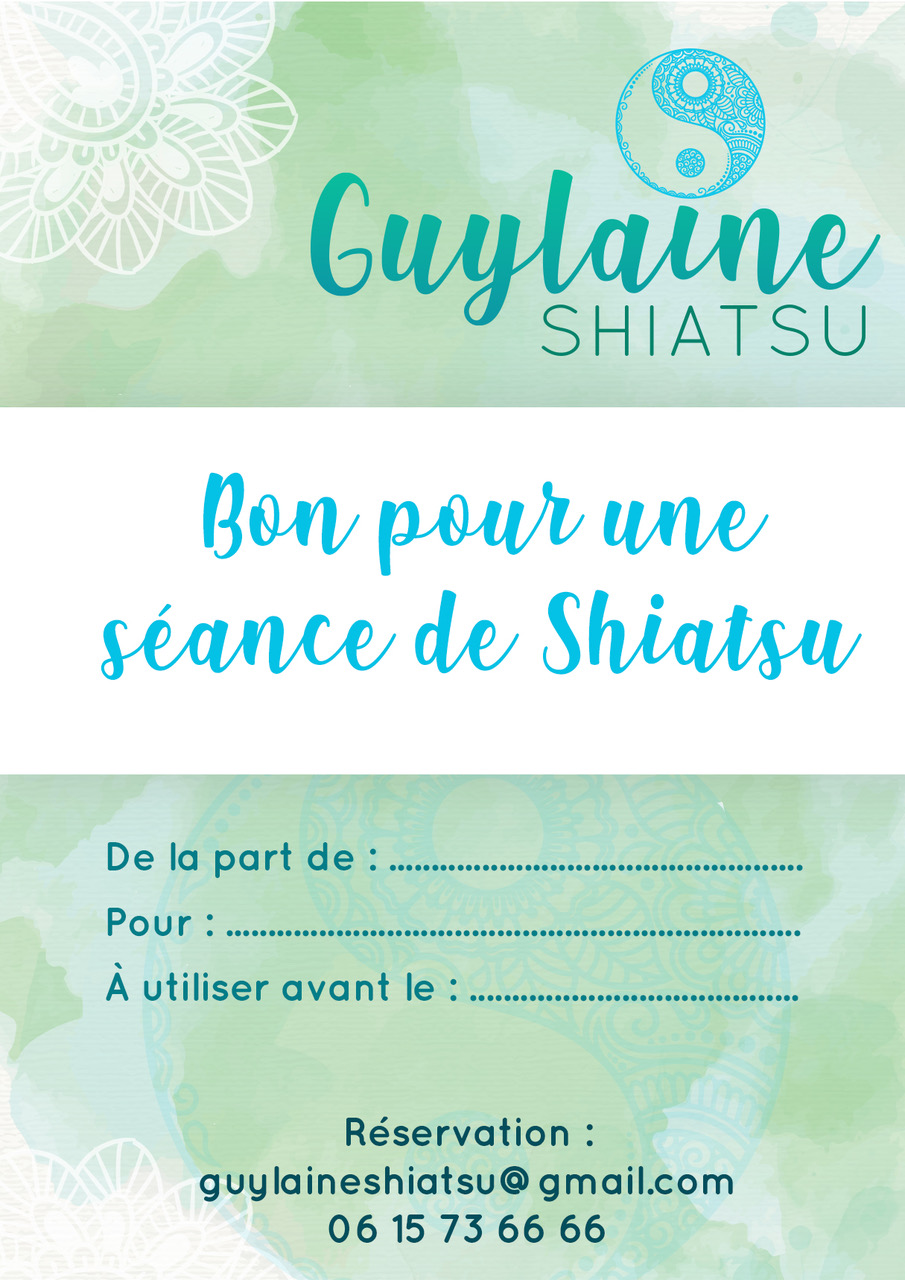 Guylaine
SHIATSU
Bon pour une
séance de Shiatsu
De la part de : ......................................................
Pour : ...........................................................................
À utiliser avant le : ...........................................
Réservation :
guylaineshiatsu@gmail.com
06 15 73 66 66